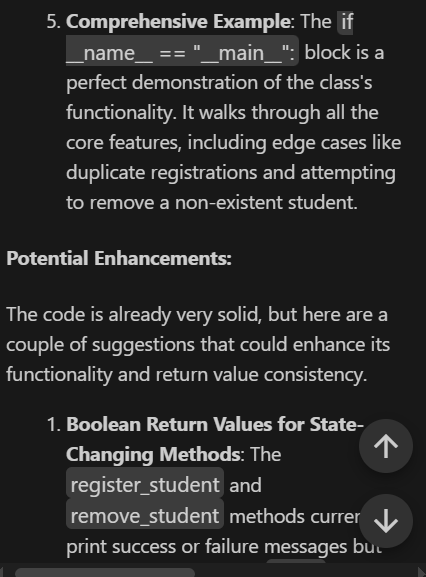 5. Comprehensive Example: The if
__name__ == "__main__": block is a
perfect demonstration of the class's
functionality. It walks through all the
core features, including edge cases like
duplicate registrations and attempting
to remove a non-existent student.
Potential Enhancements:
The code is already very solid, but here are a
couple of suggestions that could enhance its
functionality and return value consistency.
1. Boolean Return Values for State-
Changing Methods: The
register_student and
remove_student methods
print success or failure messages but